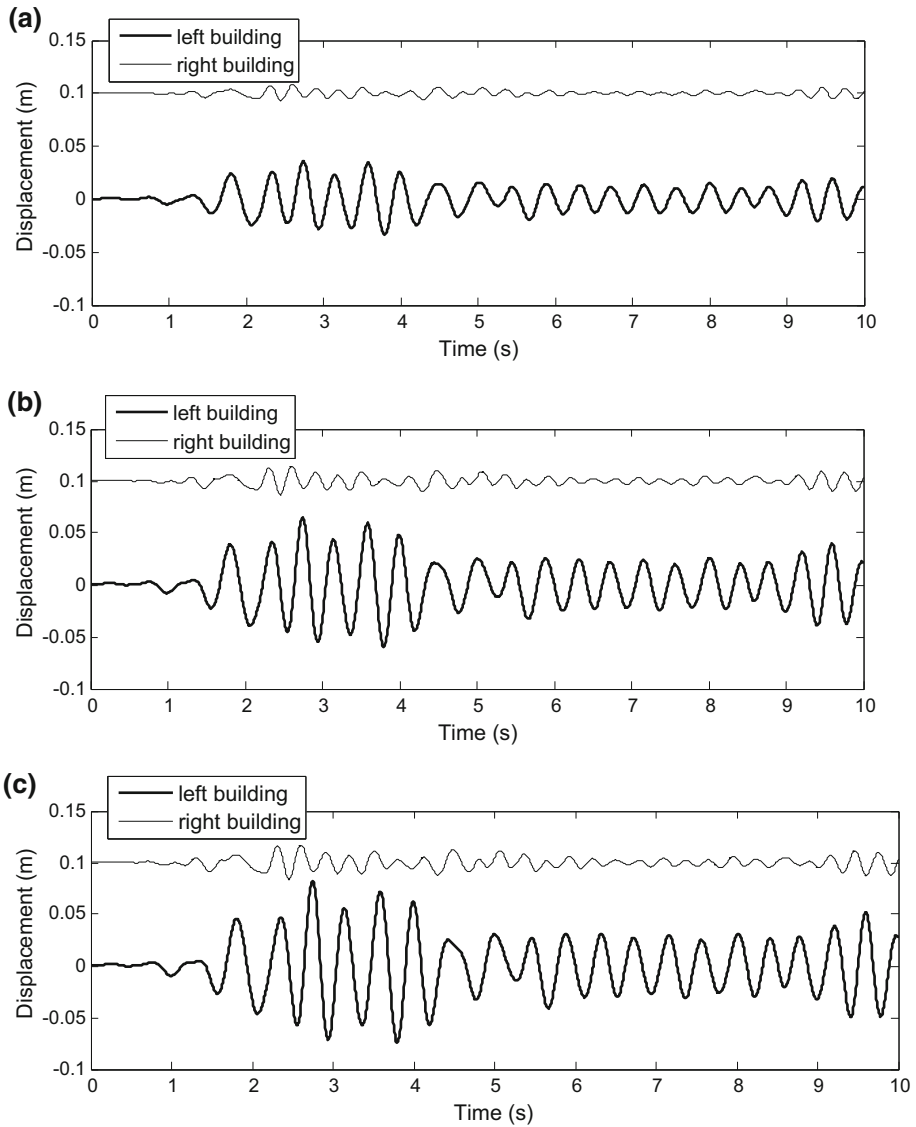 (a)
left building
right building
0.15
0.1
0.05
0
-0.05
-0.1
Displacement (m)
0 1 2 3 4 5 6 7 8 9 10
Time (s)
(b)
left building
right building
0.15
0.1
0.05
0
-0.05
-0.1
Displacement (m)
0 1 2 3 4 5 6 7 8 9 10
Time (s)
(c)
left building
right building
0.15
0.1
0.05
0
-0.05
-0.1
Displacement (m)
0 1 2 3 4 5 6 7 8 9 10
Time (s)